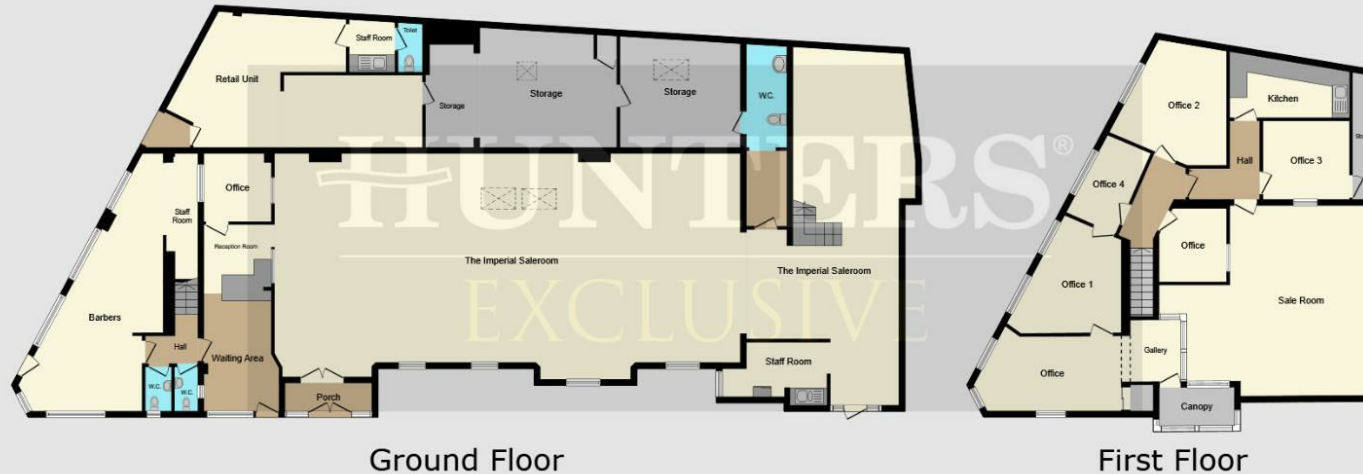 Staff Room
Toilet
Retail Unit
Storage
Storage
Storage
W.C.
Office
Staff
Room
Reception Room
The Imperial Saleroom
The Imperial Saleroom
Barbers
Hall
Waiting Area
W.C.
W.C.
Porch
Staff Room
HUNTERS®
EXCLUSIVE
Ground Floor
Office 2
Kitchen
Hall
Office 3
Office 4
Office
Office 1
Sale Room
Gallery
Office
Canopy
First Floor